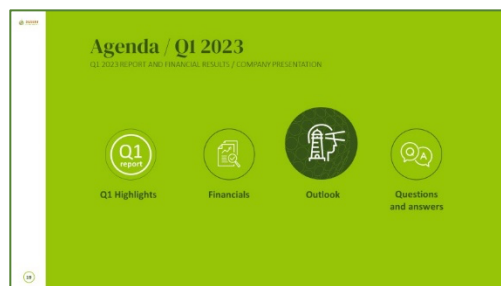 Agenda / Q1 2023
Q1 2023 REPORT AND FINANCIAL RESULTS / COMPANY PRESENTATION
Q1
report
Q A
Q1 Highlights
Financials
Outlook
Questions
and answers